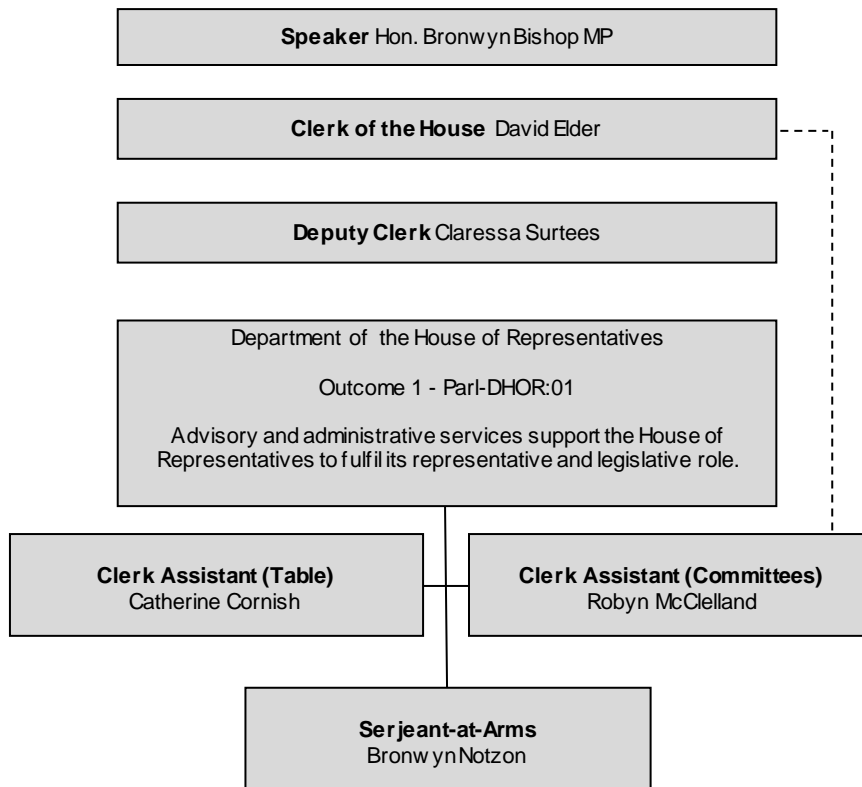 Speaker Hon. Bronwyn Bishop MP
Clerk of the House David Elder
Deputy Clerk Claressa Surtees
Department of the House of Representatives
Outcome 1 - Parl-DHOR:01
Advisory and administrative services support the House of
Representatives to fulfil its representative and legislative role.
Clerk Assistant (Table)
Catherine Cornish
Clerk Assistant (Committees)
Robyn McClelland
Serjeant-at-Arms
Bronwyn Notzon